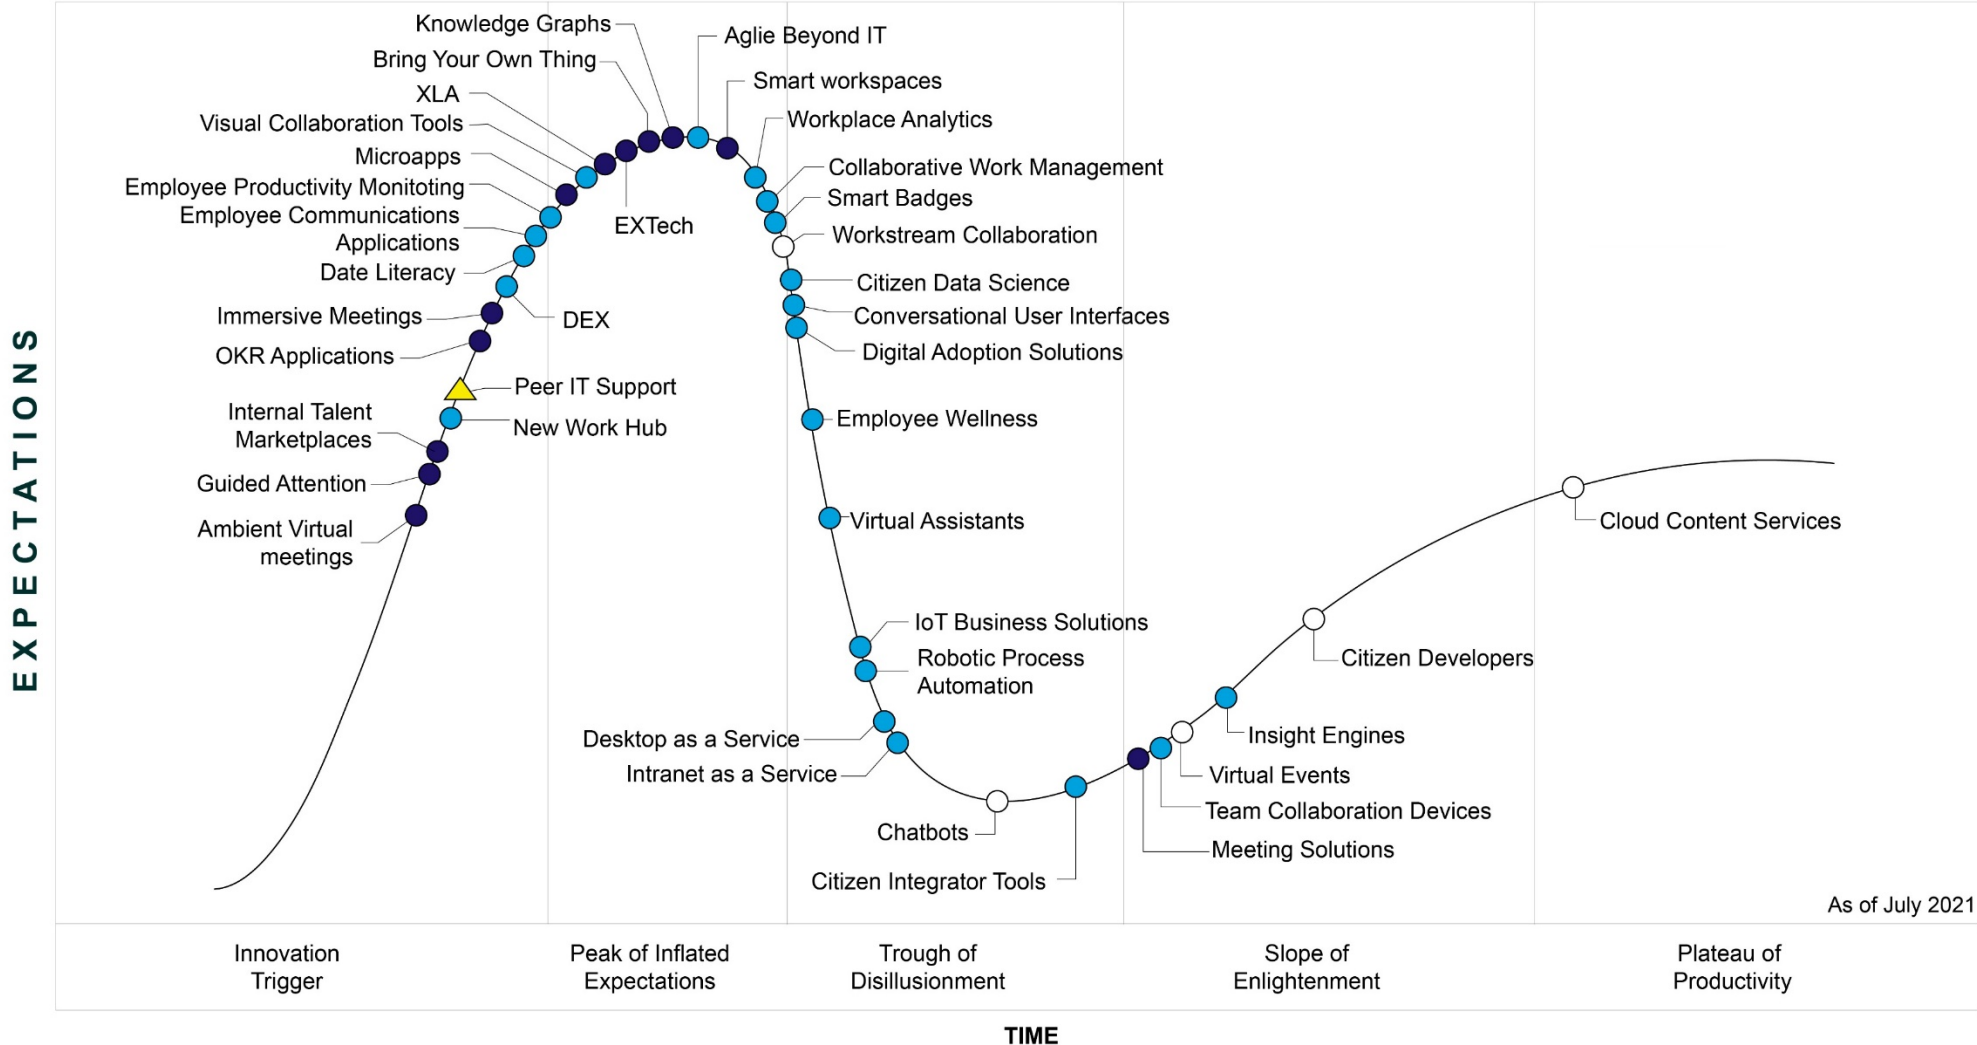 Knowledge Graphs
Aglie Beyond IT
Bring Your Own Thing
Smart workspaces
XLA
Workplace Analytics
Visual Collaboration Tools
Microapps
Collaborative Work Management
Employee Productivity Monitoting
Smart Badges
Employee Communications
Applications
EXTech
Workstream Collaboration
Date Literacy
Citizen Data Science
Immersive Meetings
DEX
Conversational User Interfaces
OKR Applications
Digital Adoption Solutions
Peer IT Support
Internal Talent
Marketplaces
New Work Hub
Employee Wellness
Guided Attention
Ambient Virtual
meetings
Virtual Assistants
Cloud Content Services
IoT Business Solutions
Robotic Process
Automation
Citizen Developers
Desktop as a Service
Insight Engines
Intranet as a Service
Virtual Events
Team Collaboration Devices
Chatbots
Meeting Solutions
Citizen Integrator Tools
As of July 2021
EXPECTATIONS
Innovation
Trigger
Peak of Inflated
Expectations
Trough of
Disillusionment
Slope of
Enlightenment
Plateau of
Productivity
TIME